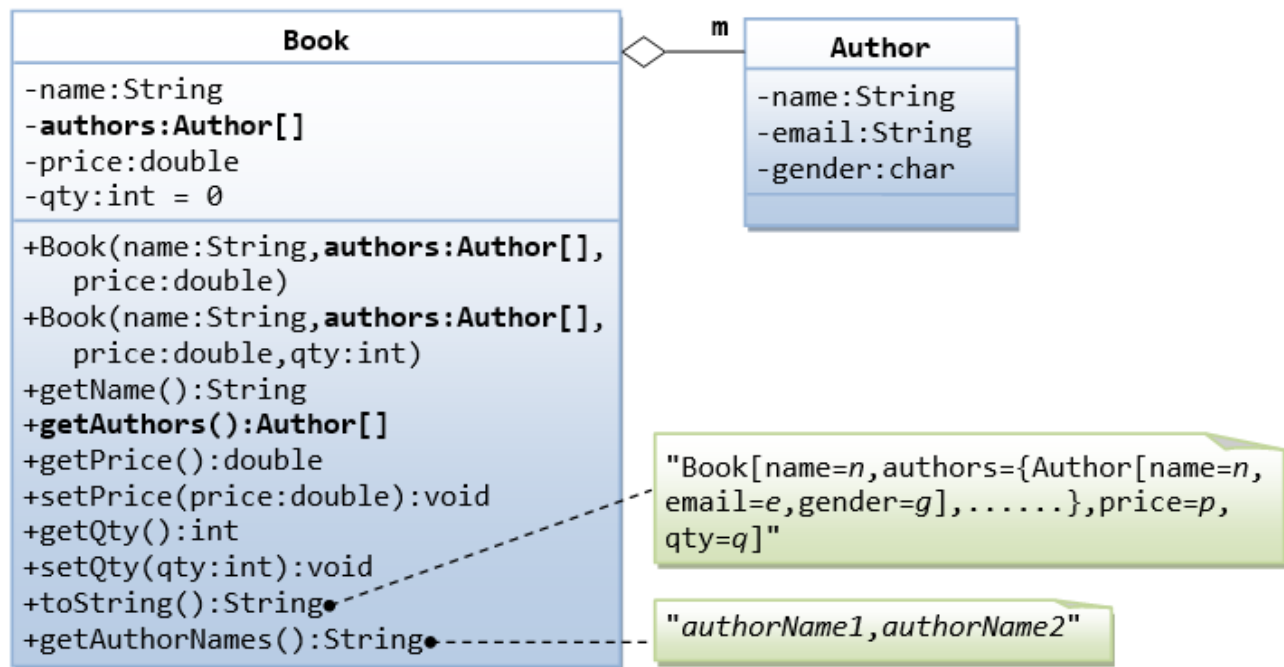 Book
-name:String
-authors:Author[]
-price:double
-qty:int = 0
+Book(name:String,authors:Author[],
price:double)
+Book(name:String,authors:Author[],
price:double,qty:int)
+getName():String
+getAuthors():Author[]
+getPrice():double
+setPrice(price:double):void
+getQty():int
+setQty(qty:int):void
+toString():String
+getAuthorNames():String
m
Author
-name:String
-email:String
-gender:char
"Book[name=n,authors={Author[name=n,
email=e,gender=g],......},price=p,
qty=q]"
"authorName1,authorName2"